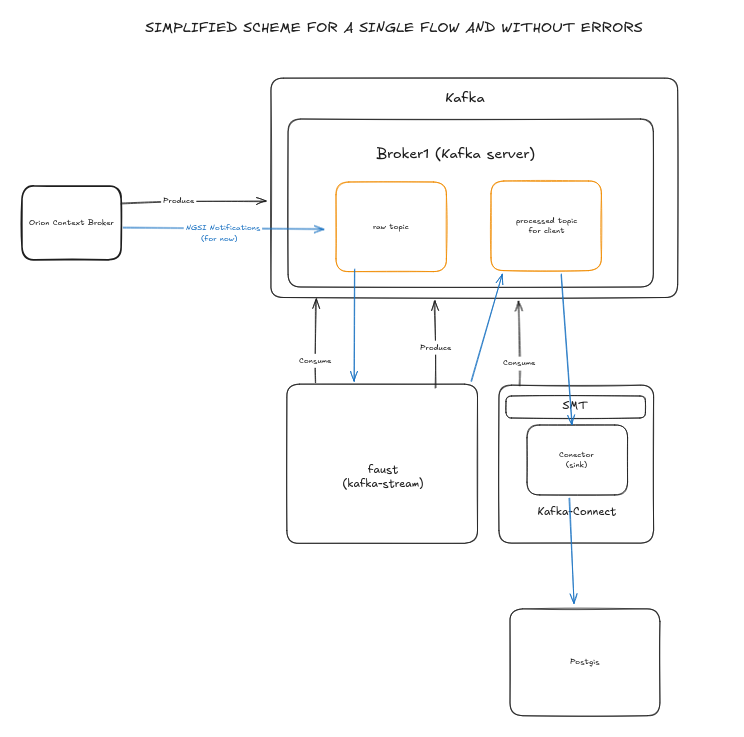 SIMPLIFIED SCHEME FOR A SINGLE FLOW AND WITHOUT ERRORS
Kafka
Broker1 (Kafka server)
Orion Context Broker
Produce
NGSI Notifications
(for now)
raw topic
processed topic
for client
Consume
Produce
Consume
SMT
Conector
(sink)
faust
(kafka-stream)
Kafka-Connect
Postgis